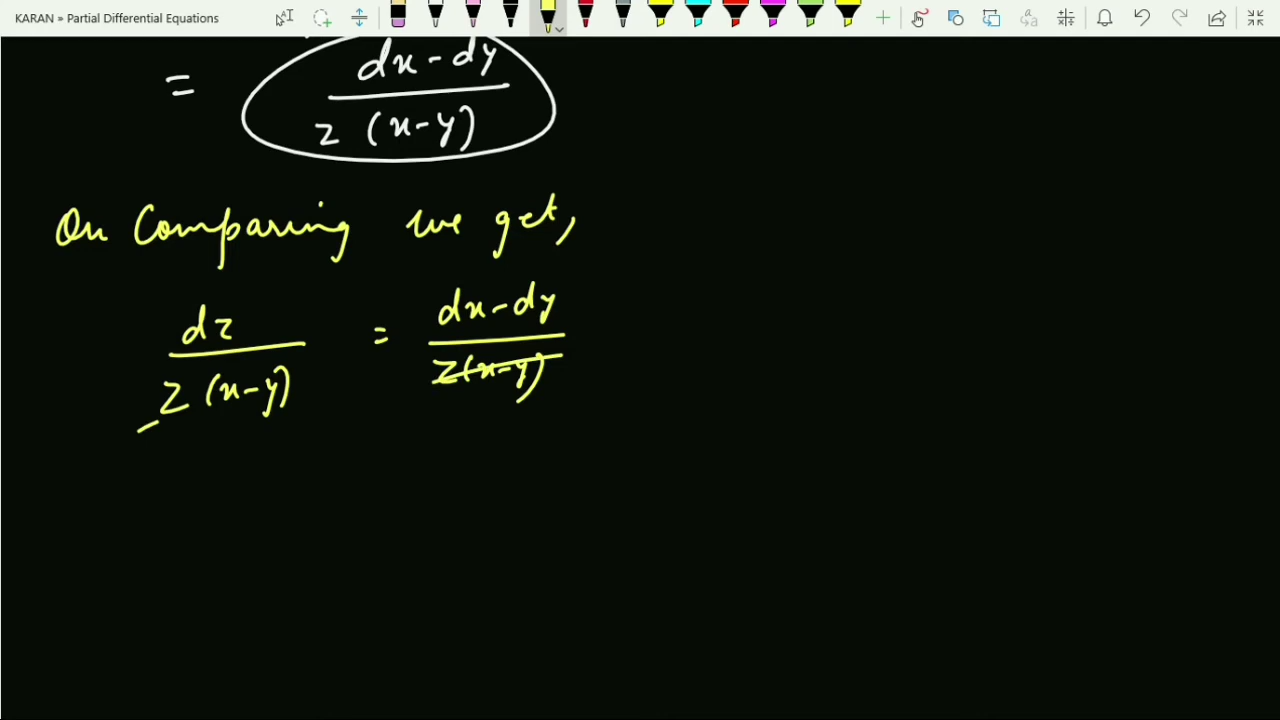 KARAN » Partial Differential Equations
dx - dy
=
z (x-y)
On Comparing we get,
dz = dx - dy
z (x-y) z(x-y)